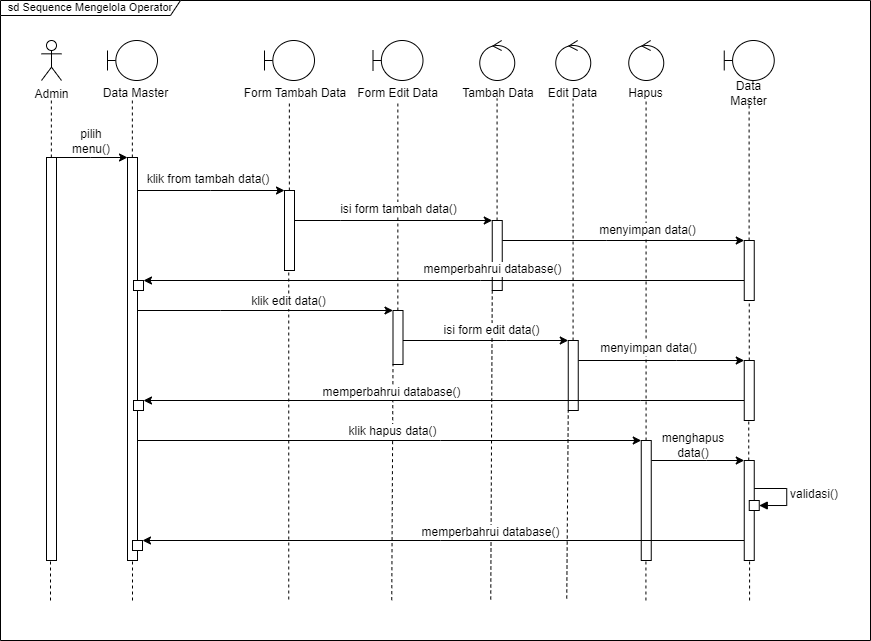 sd Sequence Mengelola Operator
Admin
Data Master
Form Tambah Data
Form Edit Data
Tambah Data
Edit Data
Hapus
Data
Master
pilih
menu()
klik from tambah data()
isi form tambah data()
menyimpan data()
memperbahrui database()
klik edit data()
isi form edit data()
menyimpan data()
memperbahrui database()
klik hapus data()
menghapus
data()
validasi()
memperbahrui database()